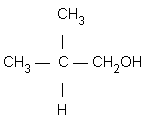 CH₃
CH₃ — C — CH₂OH
H